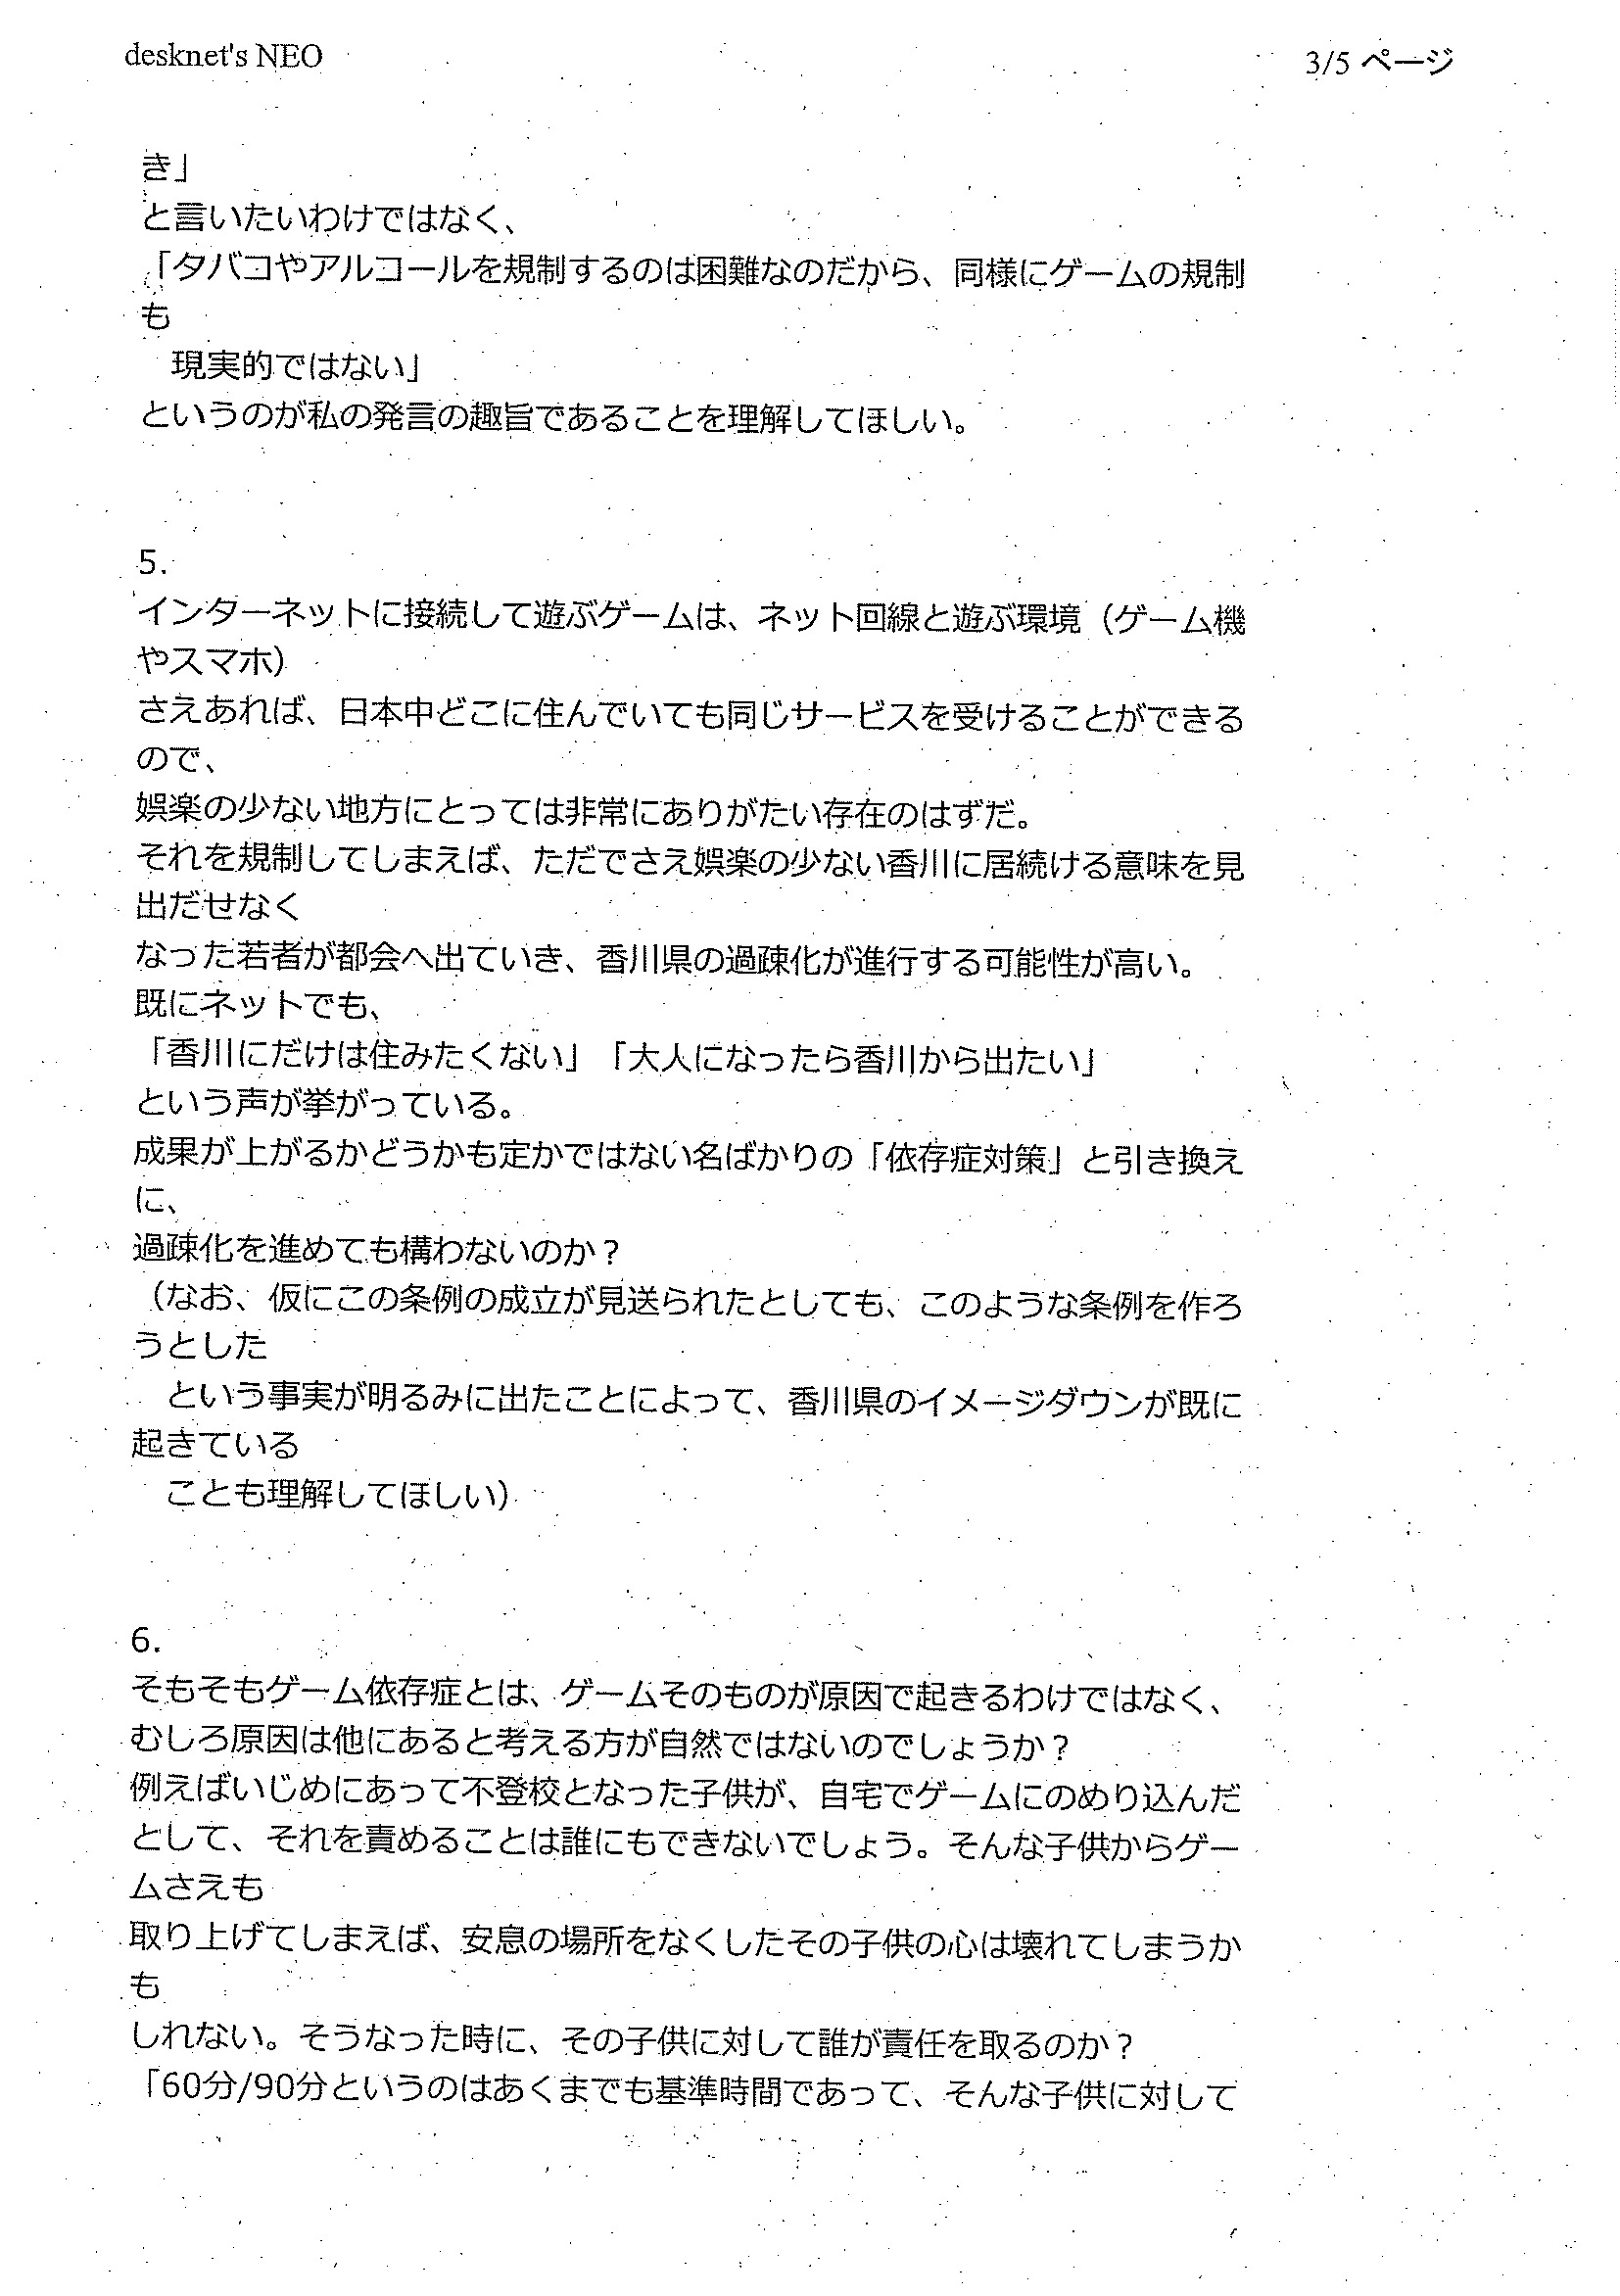 desknet's NEO
3/5 ページ
き」
と言いたいわけではなく、
「タバコやアルコールを規制するのは困難なのだから、同様にゲームの規制
も
　現実的ではない」
というのが私の発言の趣旨であることを理解してほしい。
5.
インターネットに接続して遊ぶゲームは、ネット回線と遊ぶ環境（ゲーム機
やスマホ）
さえあれば、日本中どこに住んでいても同じサービスを受けることができる
ので、
娯楽の少ない地方にとっては非常にありがたい存在のはずだ。
それを規制してしまえば、ただでさえ娯楽の少ない香川に居続ける意味を見
出だせなく
なった若者が都会へ出ていき、香川県の過疎化が進行する可能性が高い。
既にネットでも、
「香川にだけは住みたくない」「大人になったら香川から出たい」
という声が挙がっている。
成果が上がるかどうかも定かではない名ばかりの「依存症対策」と引き換え
に、
過疎化を進めても構わないのか？
（なお、仮にこの条例の成立が見送られたとしても、このような条例を作ろ
うとした
　という事実が明るみに出たことによって、香川県のイメージダウンが既に
起きている
　ことも理解してほしい）
6.
そもそもゲーム依存症とは、ゲームそのものが原因で起きるわけではなく、
むしろ原因は他にあると考える方が自然ではないのでしょうか？
例えばいじめにあって不登校となった子供が、自宅でゲームにのめり込んだ
として、それを責めることは誰にもできないでしょう。そんな子供からゲー
ムさえも
取り上げてしまえば、安息の場所をなくしたその子供の心は壊れてしまうか
も
しれない。そうなった時に、その子供に対して誰が責任を取るのか？
「60分/90分というのはあくまでも基準時間であって、そんな子供に対して